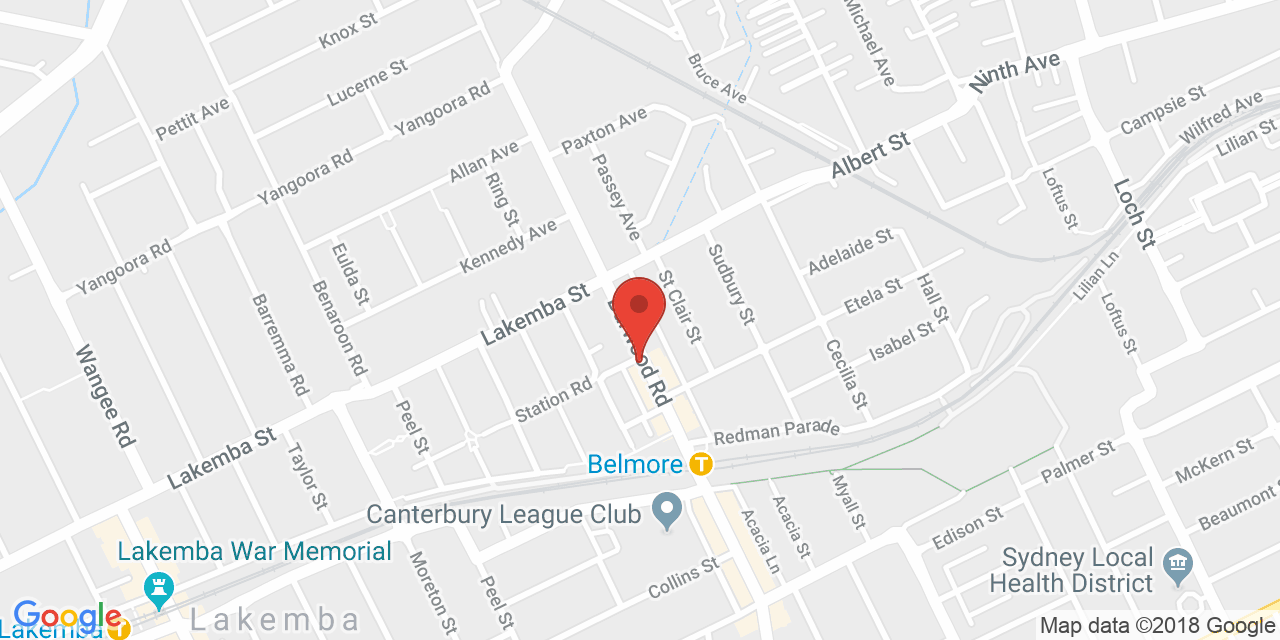 Knox St
Lucerne St
Pettit Ave
Yangoora Rd
Yangoora Rd
Yangoora Rd
Bruce Ave
Michael Ave
Ninth Ave
Campsie St
Wilfred Ave
Lilian St
Paxton Ave
Allan Ave
Passey Ave
Albert St
Ring St
Loftus St
Loch St
Kennedy Ave
Eulda St
Adelaide St
Sudbury St
Lilian Ln
Benaroon Rd
Barremma Rd
St Clair St
Etela St
Hall St
Lakemba St
Burwood Rd
Isabel St
Loftus St
Wangee Rd
Cecilia St
Station Rd
Peel St
Redman Parade
Lakemba St
Taylor St
Belmore
T
Palmer St
McKern St
Myall St
Acacia St
Beaumont S
Canterbury League Club
Acacia Ln
Edison St
Lakemba War Memorial
Moreton St
Peel St
Collins St
Sydney Local
Health District
Google
Lakemba
T
Lakemba
Map data ©2018 Google